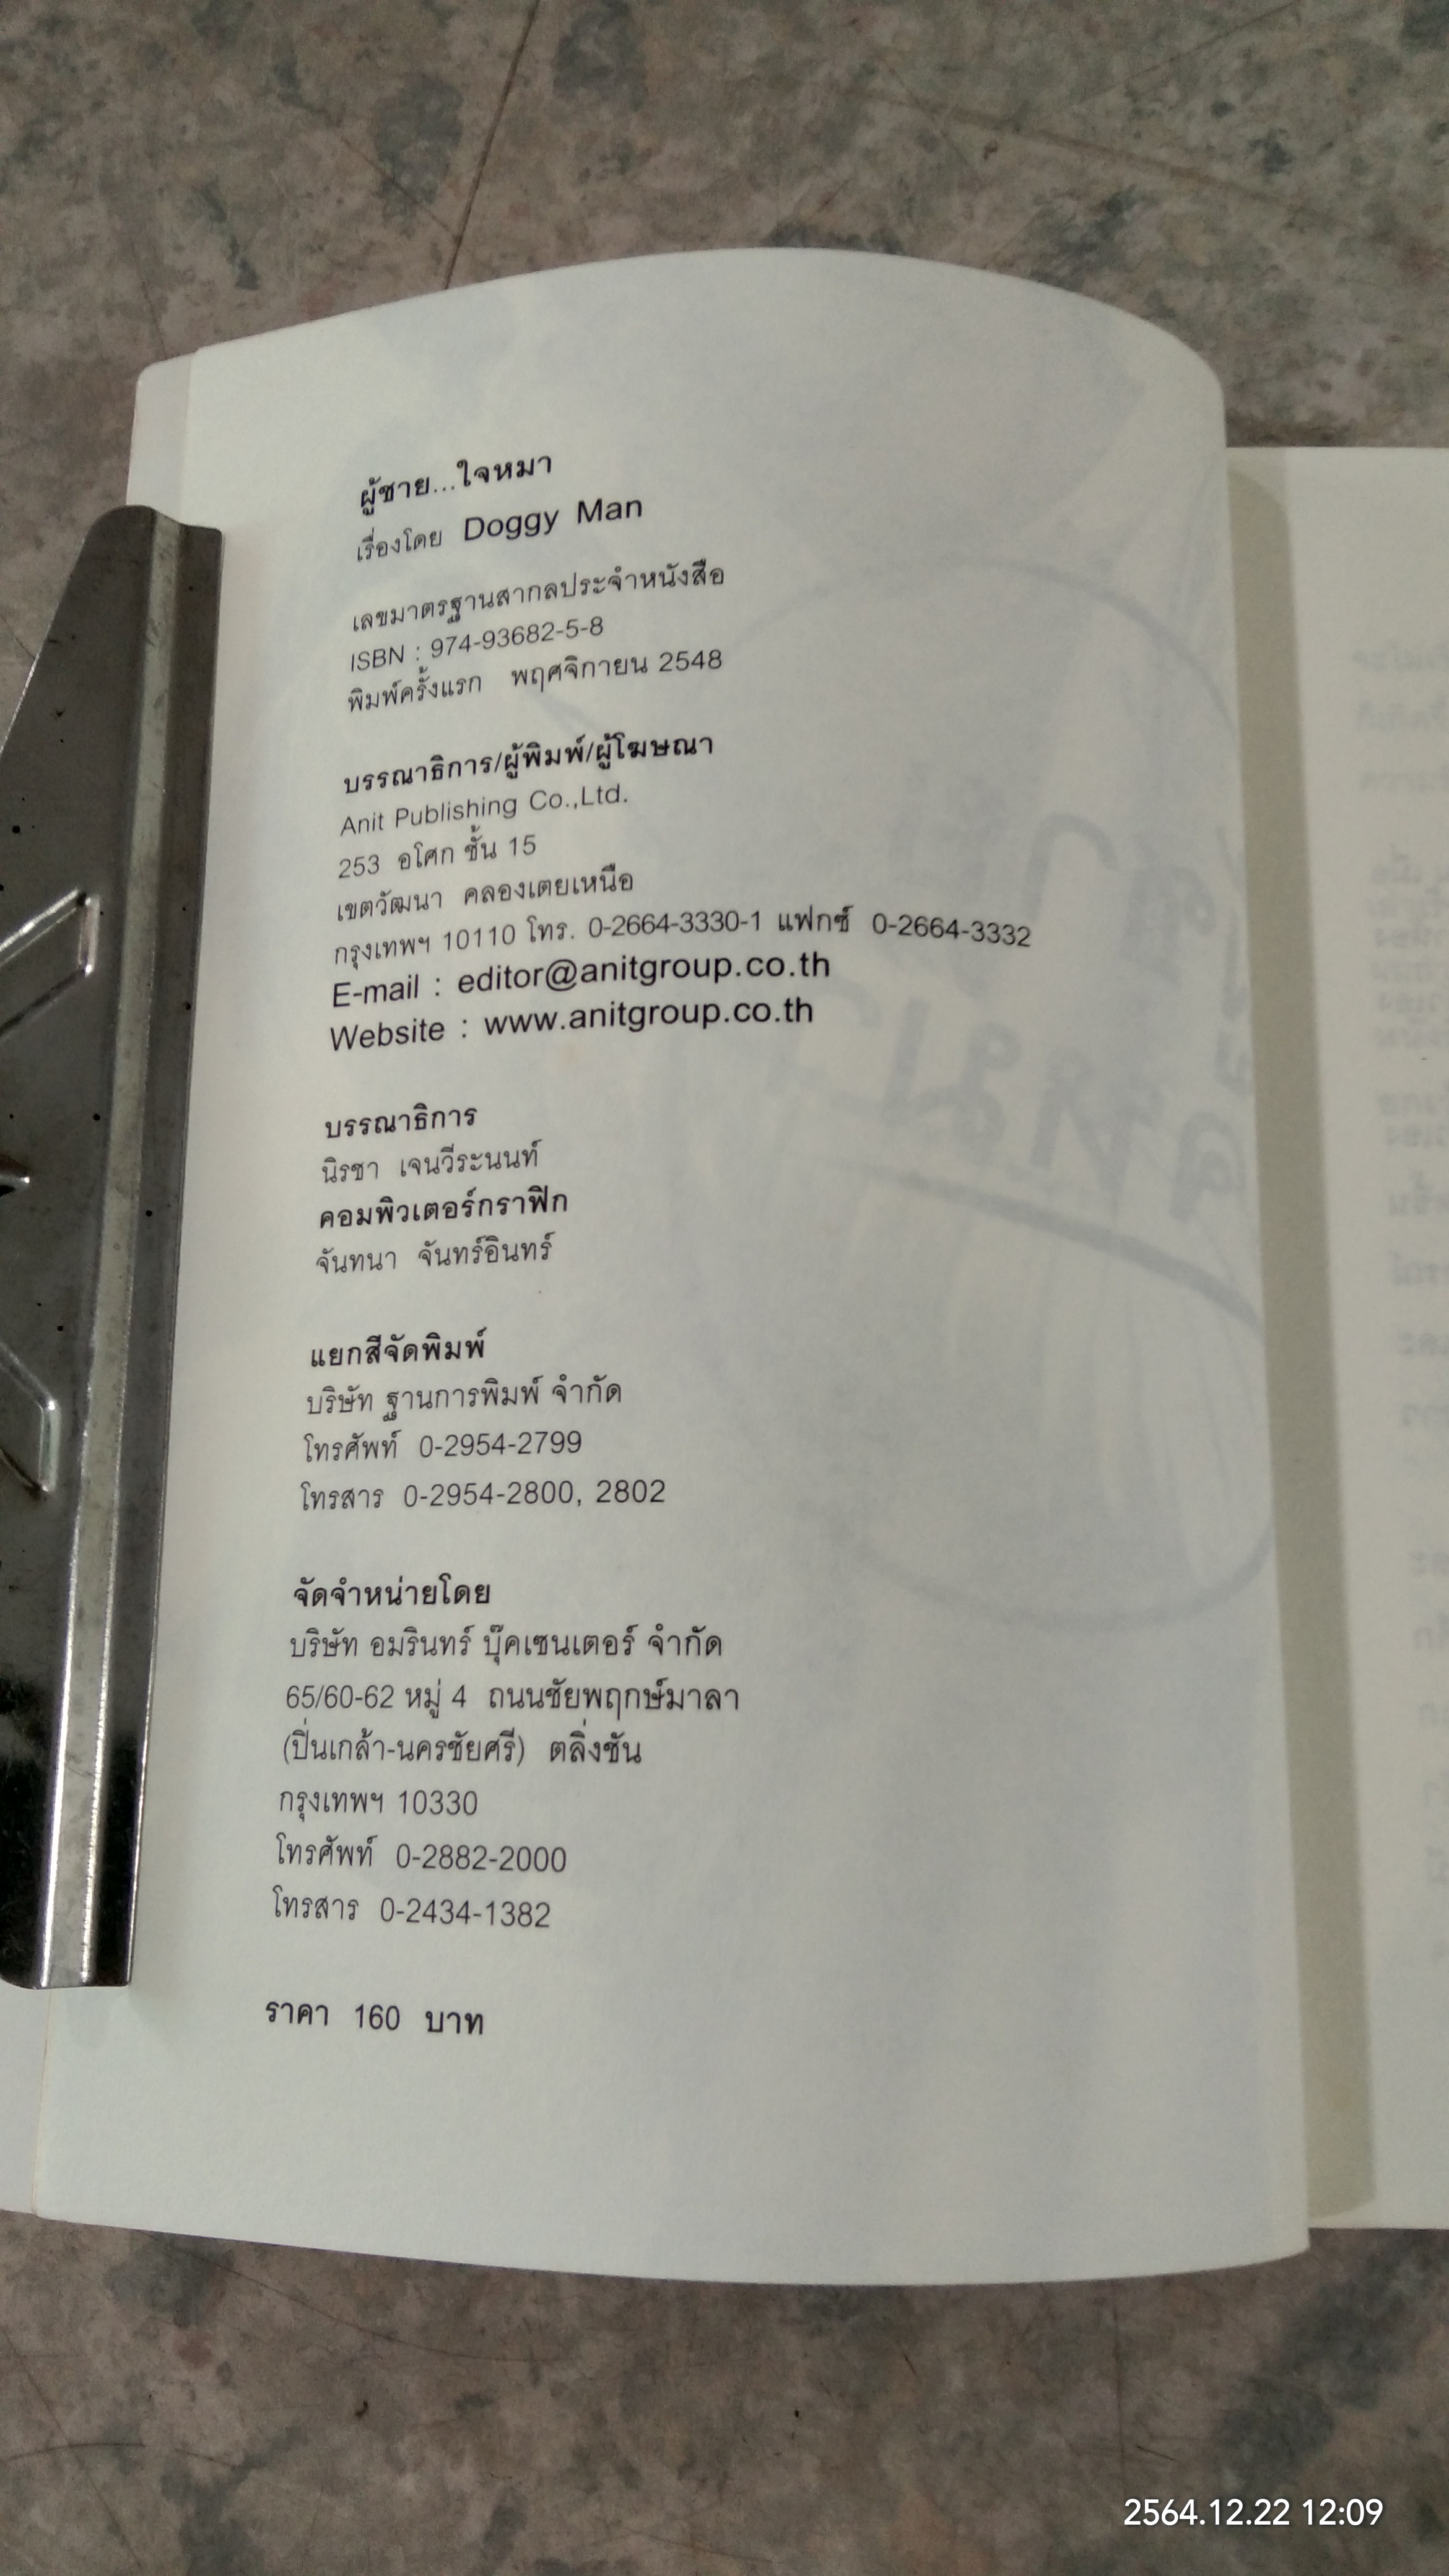 ผู้ชาย...ใจหมา
เรื่องโดย Doggy Man
เลขมาตรฐานสากลประจำหนังสือ
ISBN : 974-93682-5-8
พิมพ์ครั้งแรก พฤศจิกายน 2548
บรรณาธิการ/ผู้พิมพ์/ผู้โฆษณา
Anit Publishing Co.,Ltd.
253 อโศก ชั้น 15
เขตวัฒนา คลองเตยเหนือ
กรุงเทพฯ 10110 โทร. 0-2664-3330-1 แฟกซ์ 0-2664-3332
E-mail : editor@anitgroup.co.th
Website : www.anitgroup.co.th
บรรณาธิการ
นิรชา เจนวีระนนท์
คอมพิวเตอร์กราฟิก
จันทนา จันทร์อินทร์
แยกสีจัดพิมพ์
บริษัท ฐานการพิมพ์ จำกัด
โทรศัพท์ 0-2954-2799
โทรสาร 0-2954-2800, 2802
จัดจำหน่ายโดย
บริษัท อมรินทร์ บุ๊คเซนเตอร์ จำกัด
65/60-62 หมู่ 4 ถนนชัยพฤกษ์มาลา
(ปิ่นเกล้า-นครชัยศรี) ตลิ่งชัน
กรุงเทพฯ 10330
โทรศัพท์ 0-2882-2000
โทรสาร 0-2434-1382
ราคา 160 บาท
2564.12.22 12:09